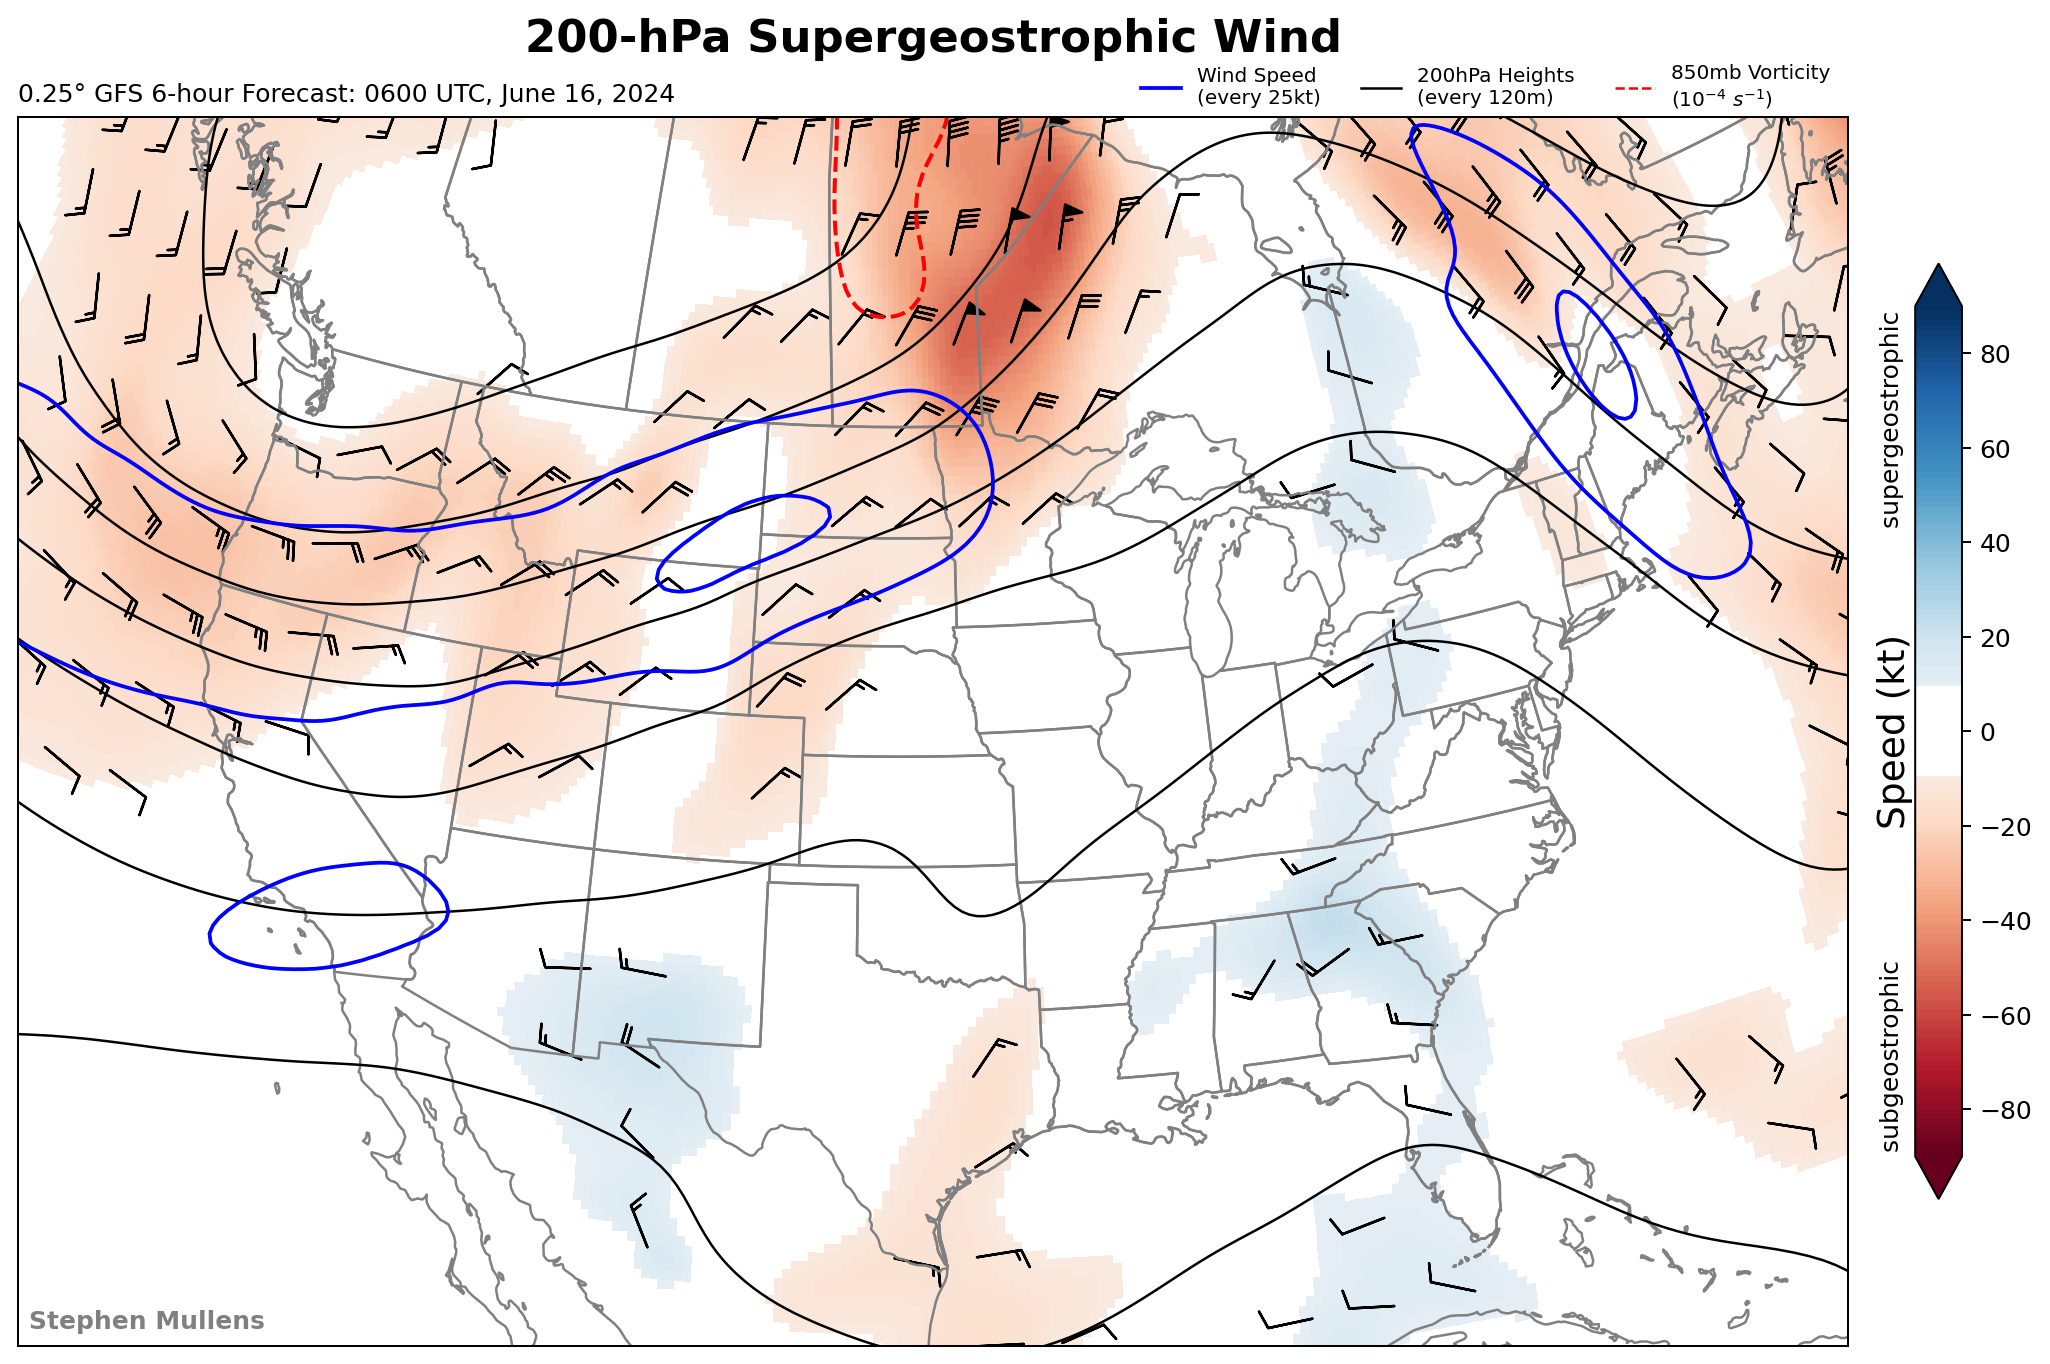 200-hPa Supergeostrophic Wind
0.25° GFS 6-hour Forecast: 0600 UTC, June 16, 2024
Wind Speed
(every 25kt)
200hPa Heights
(every 120m)
850mb Vorticity
(10⁻⁴ s⁻¹)
supergeostrophic
Speed (kt)
subgeostrophic
80
60
40
20
0
−20
−40
−60
−80
Stephen Mullens